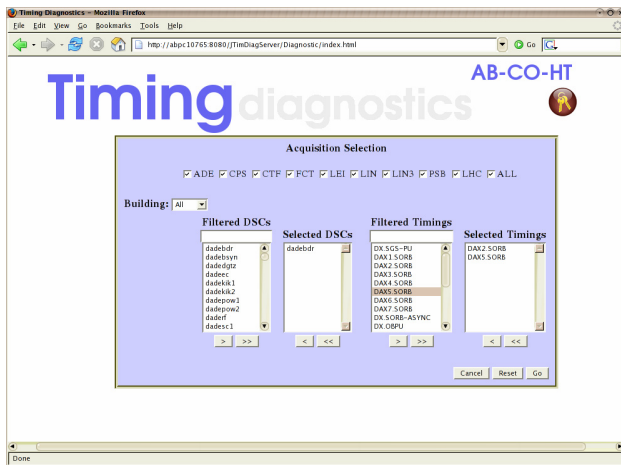 Timing Diagnostics - Mozilla Firefox
File Edit View Go Bookmarks Tools Help
http://abpc10765:8080/JTimDiagServer/Diagnostic/index.html
Go
AB-CO-HT
Timing diagnostics
Acquisition Selection
ADE CPS CTF FCT LEI LIN LIN3 PSB LHC ALL
Building: All
Filtered DSCs
Selected DSCs
Filtered Timings
Selected Timings
dadebdr
dadebsyn
dadedgtz
dadeec
dadekik1
dadekik2
dadepow1
dadepow2
daderf
dadesc1
> >>
dadebdr
< <<
DX.SGS-PU
DAX1.SORB
DAX2.SORB
DAX3.SORB
DAX4.SORB
DAX5.SORB
DAX6.SORB
DAX7.SORB
DX.SORB-ASYNC
DX.OBPU
> >>
DAX2.SORB
DAX5.SORB
< <<
Cancel Reset Go
Done